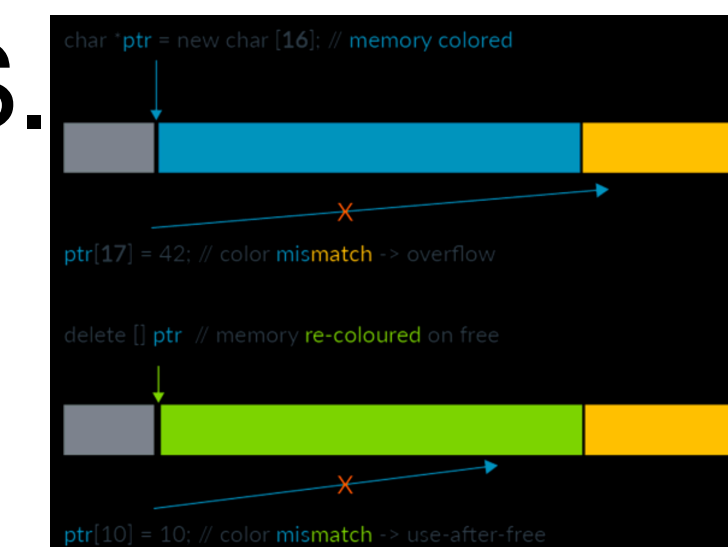 s.
char *ptr = new char [16]; // memory colored
X
ptr[17] = 42; // color mismatch -> overflow
delete [] ptr // memory re-coloured on free
X
ptr[10] = 10; // color mismatch -> use-after-free